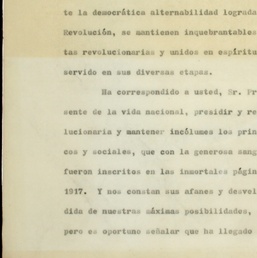 te la democrática alternabilidad lograda
Revolución, se mantienen inquebrantables
tas revolucionarias y unidos en espíritu
servido en sus diversas etapas.
Ha correspondido a usted, Sr. Pr
sente de la vida nacional, presidir y re
lucionaria y mantener incólumes los prin
cos y sociales, que con la generosa sang
fueron inscritos en las inmortales págin
1917. Y nos constan sus afanes y desvel
dida de nuestras máximas posibilidades,
pero es oportuno señalar que ha llegado